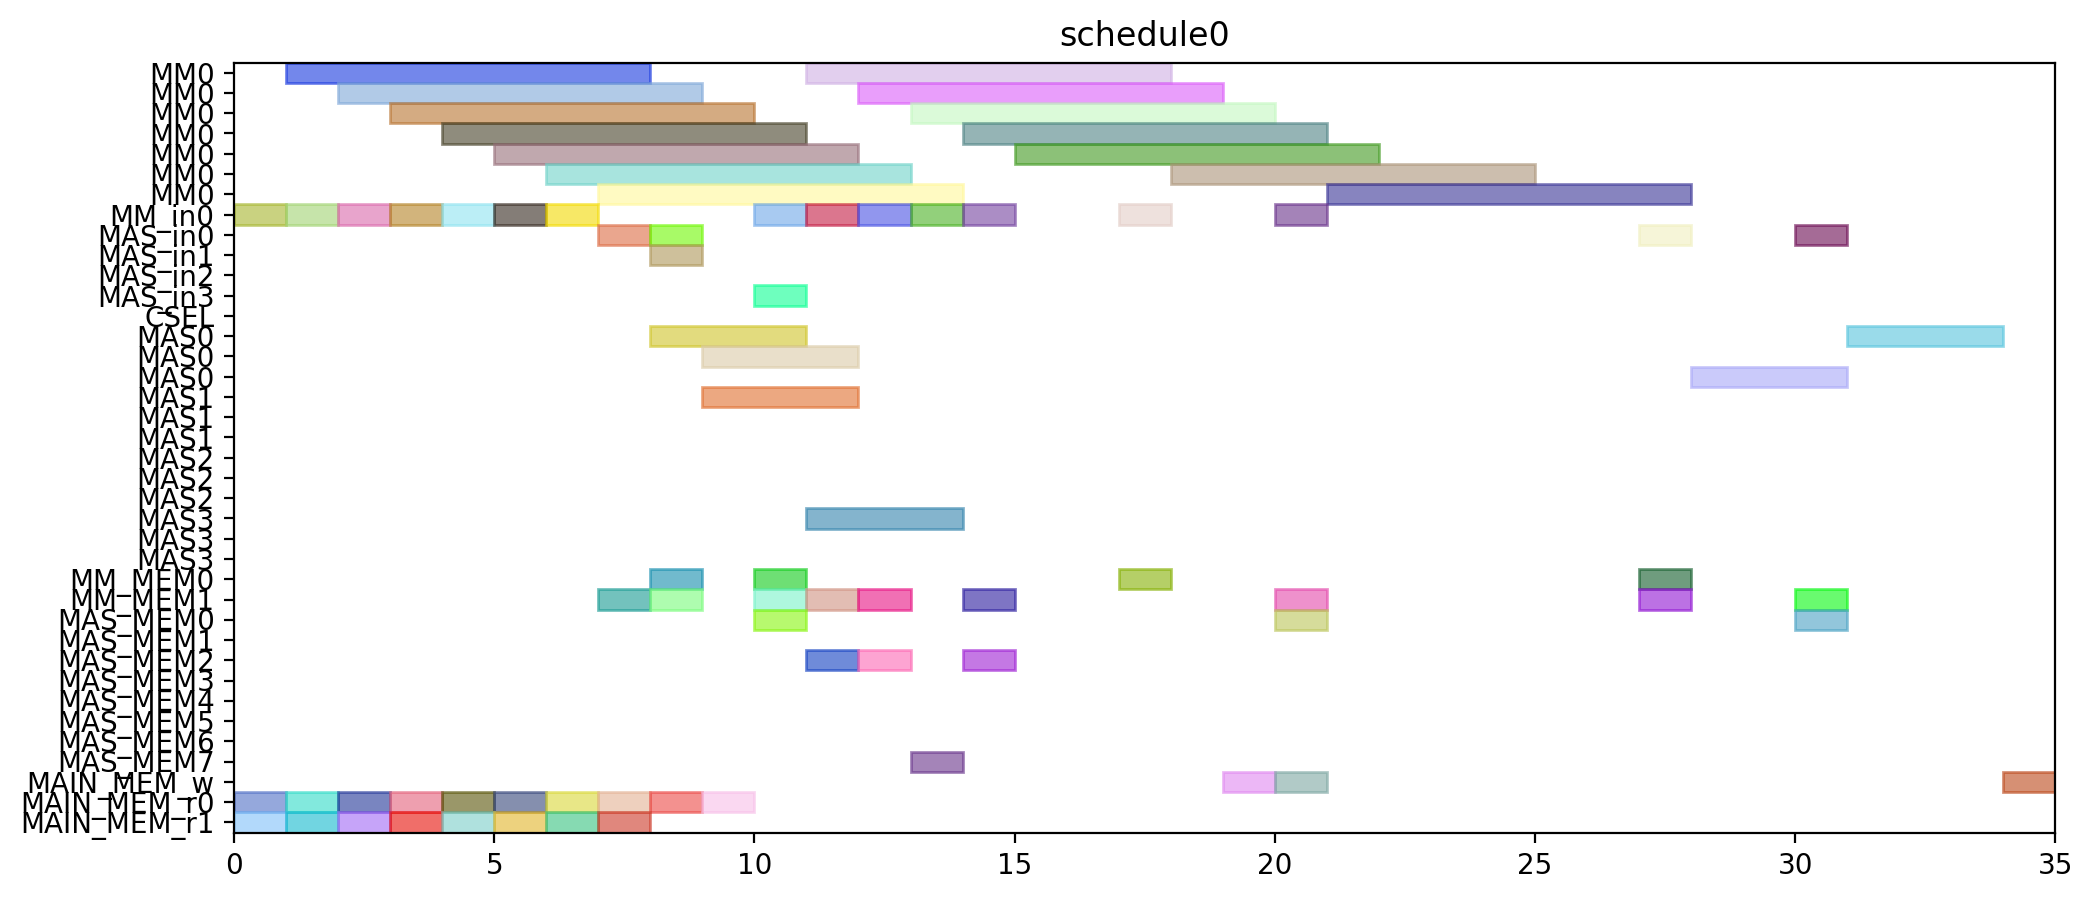 schedule0
MM0
MM0
MM0
MM0
MM0
MM0
MM0
MM_in0
MAS_in0
MAS_in1
MAS_in2
MAS_in3
CSEL
MAS0
MAS0
MAS0
MAS1
MAS1
MAS1
MAS2
MAS2
MAS2
MAS3
MAS3
MAS3
MM_MEM0
MM_MEM1
MAS_MEM0
MAS_MEM1
MAS_MEM2
MAS_MEM3
MAS_MEM4
MAS_MEM5
MAS_MEM6
MAS_MEM7
MAIN_MEM_w
MAIN_MEM_r0
MAIN_MEM_r1
0 5 10 15 20 25 30 35